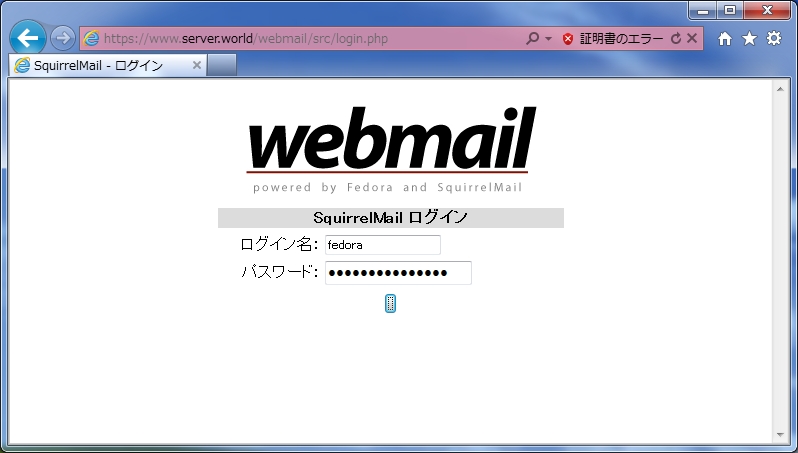 https://www.server.world/webmail/src/login.php 証明書のエラー
SquirrelMail - ログイン
webmail
powered by Fedora and SquirrelMail
SquirrelMail ログイン
ログイン名: fedora
パスワード: ●●●●●●●●●●●●●●●